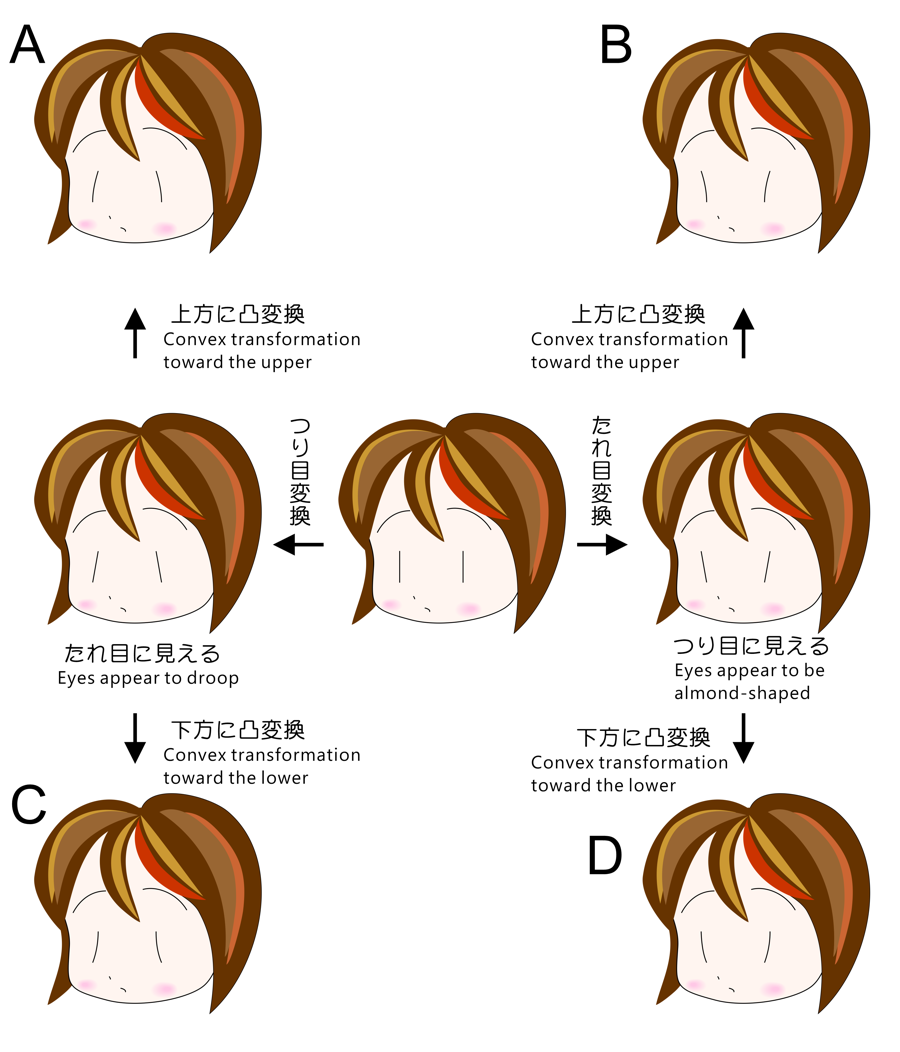 A
B
上方に凸変換
Convex transformation
toward the upper
上方に凸変換
Convex transformation
toward the upper
つり目変換
たれ目変換
たれ目に見える
Eyes appear to droop
つり目に見える
Eyes appear to be
almond-shaped
下方に凸変換
Convex transformation
toward the lower
下方に凸変換
Convex transformation
toward the lower
C
D